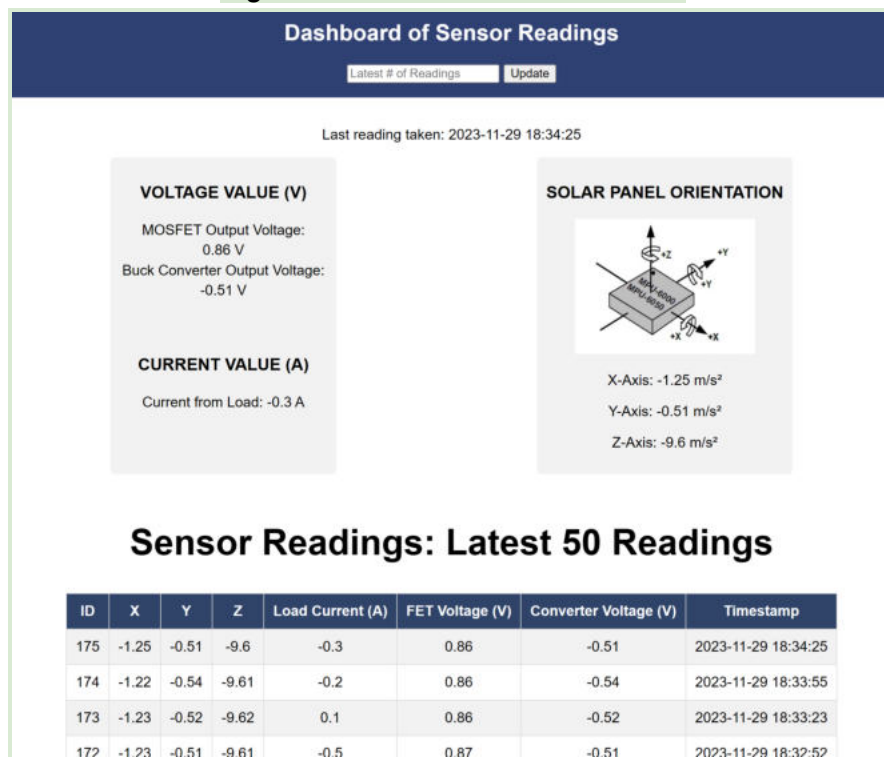 Dashboard of Sensor Readings
Latest # of Readings Update
Last reading taken: 2023-11-29 18:34:25
VOLTAGE VALUE (V)
MOSFET Output Voltage:
0.86 V
Buck Converter Output Voltage:
-0.51 V
CURRENT VALUE (A)
Current from Load: -0.3 A
SOLAR PANEL ORIENTATION
+Z
+Y
+Y
MPU-6000
MPU-6050
+X
+X
X-Axis: -1.25 m/s²
Y-Axis: -0.51 m/s²
Z-Axis: -9.6 m/s²
Sensor Readings: Latest 50 Readings
ID X Y Z Load Current (A) FET Voltage (V) Converter Voltage (V) Timestamp
175 -1.25 -0.51 -9.6 -0.3 0.86 -0.51 2023-11-29 18:34:25
174 -1.22 -0.54 -9.61 -0.2 0.86 -0.54 2023-11-29 18:33:55
173 -1.23 -0.52 -9.62 0.1 0.86 -0.52 2023-11-29 18:33:23
172 -1.23 -0.51 -9.61 -0.5 0.87 -0.51 2023-11-29 18:32:52